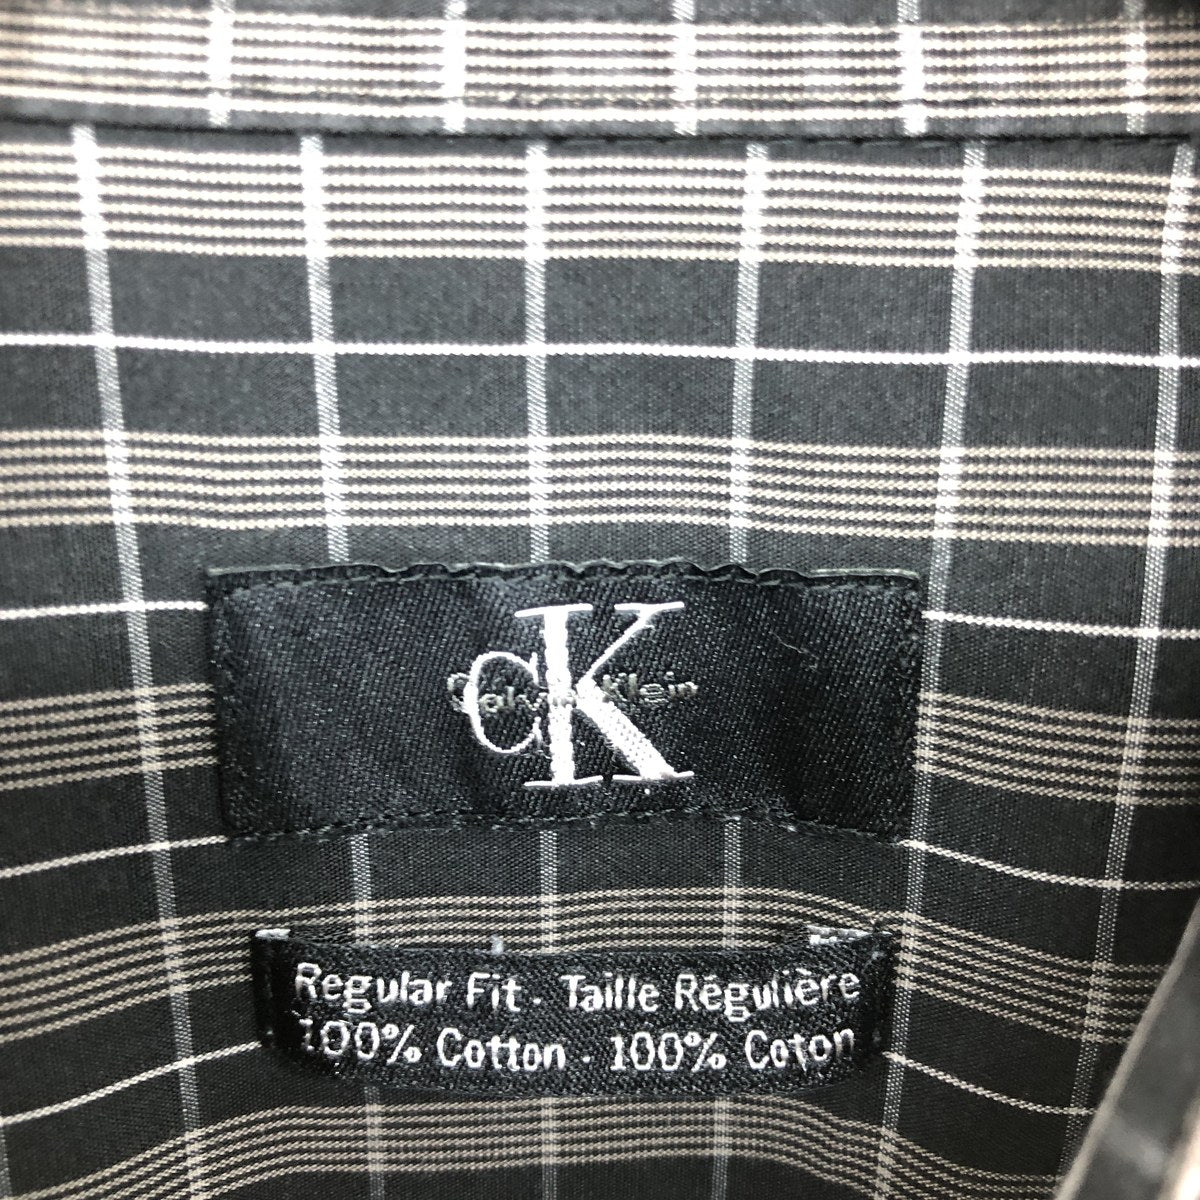 CK
Calvin Klein
Regular Fit · Taille Régulière
100% Cotton · 100% Coton